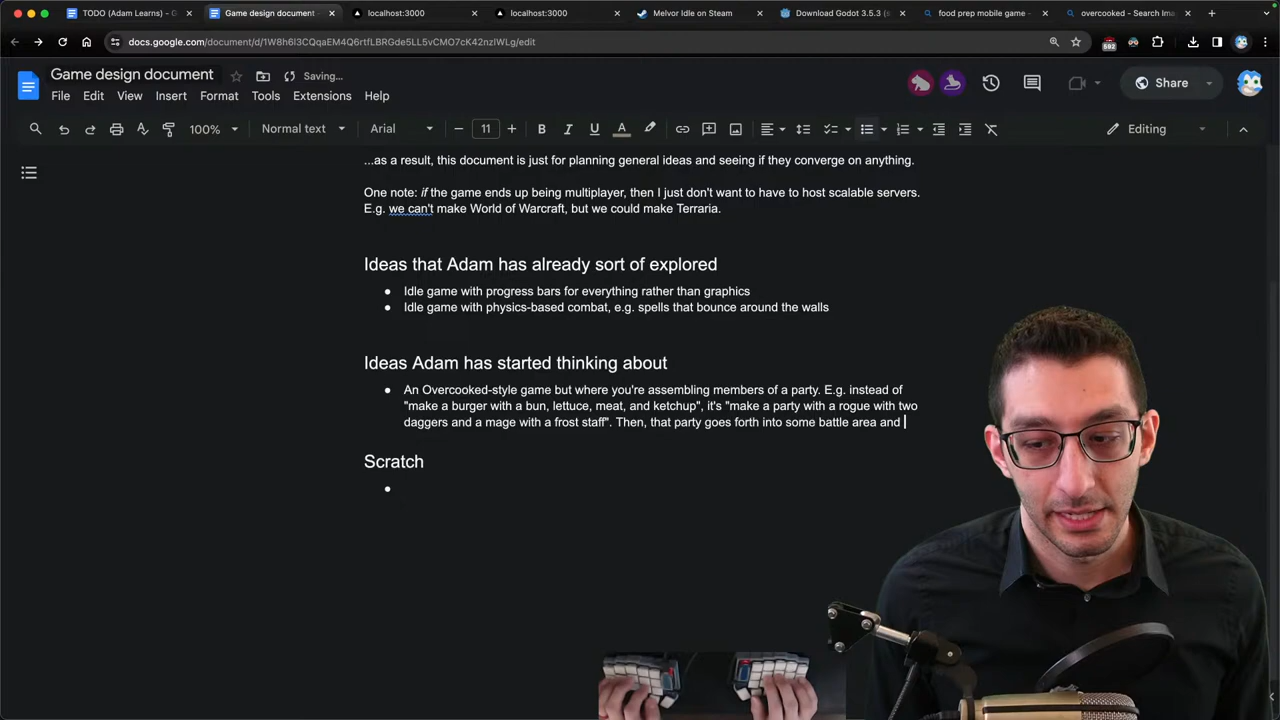 TODO (Adam Learns) - G
Game design document -
localhost:3000
localhost:3000
Melvor Idle on Steam
Download Godot 3.5.3 (s
food prep mobile game -
overcooked - Search Ima
docs.google.com/document/d/1W8h6l3CQqaEM4Q6rtfLBRGde5LL5vCMO7cK42nzIWLg/edit
592
Game design document
Saving...
File Edit View Insert Format Tools Extensions Help
Share
100% Normal text Arial 11 B I U A Editing
...as a result, this document is just for planning general ideas and seeing if they converge on anything.
One note: if the game ends up being multiplayer, then I just don't want to have to host scalable servers.
E.g. we can't make World of Warcraft, but we could make Terraria.
Ideas that Adam has already sort of explored
● Idle game with progress bars for everything rather than graphics
● Idle game with physics-based combat, e.g. spells that bounce around the walls
Ideas Adam has started thinking about
● An Overcooked-style game but where you're assembling members of a party. E.g. instead of
"make a burger with a bun, lettuce, meat, and ketchup", it's "make a party with a rogue with two
daggers and a mage with a frost staff". Then, that party goes forth into some battle area and
Scratch
●